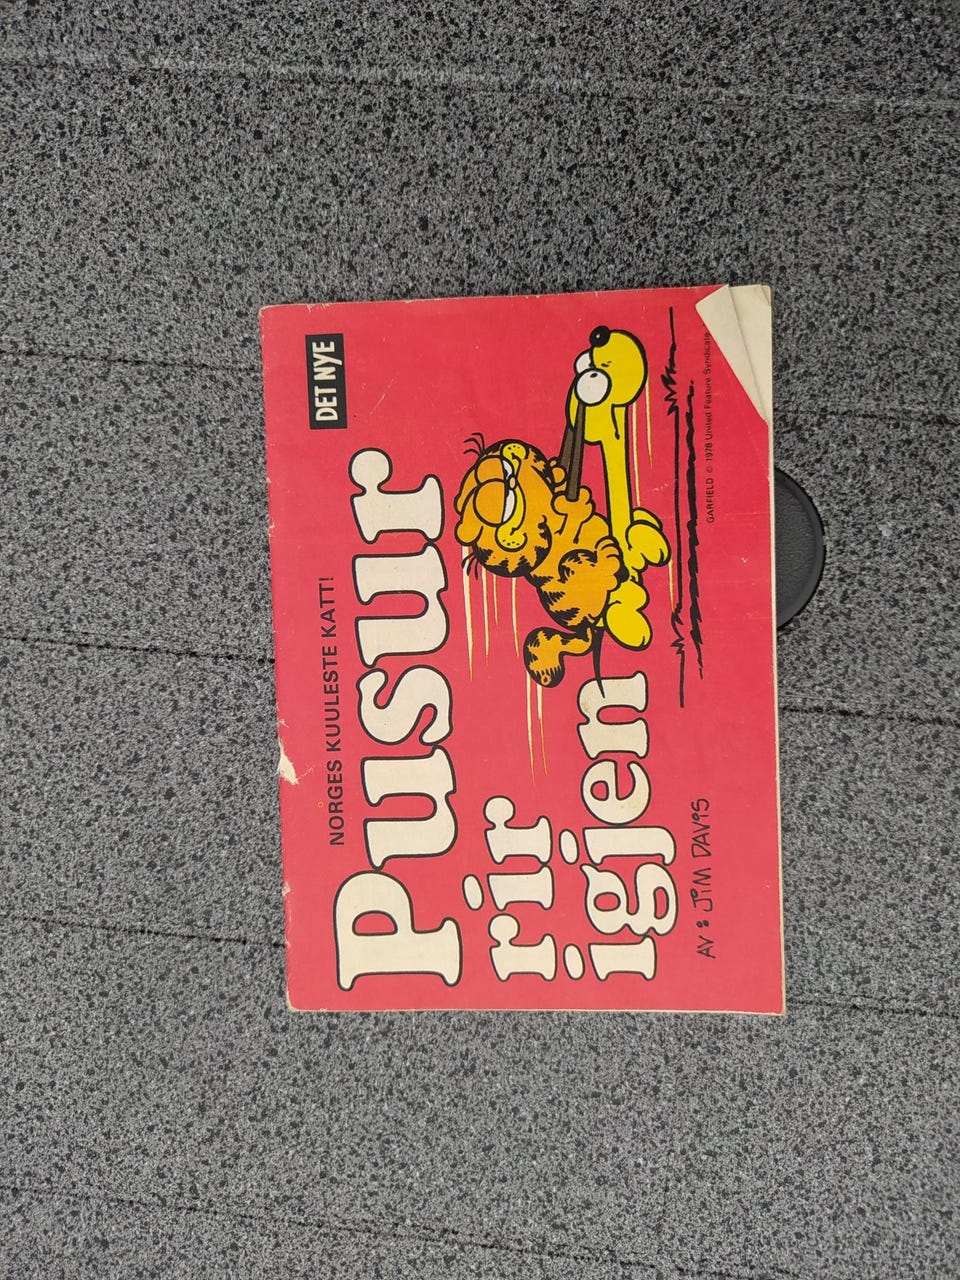 DET NYE
NORGES KUULESTE KATT!
Pusur
rir
igjen
AV: JIM DAVIS
GARFIELD © 1978 United Feature Syndicate